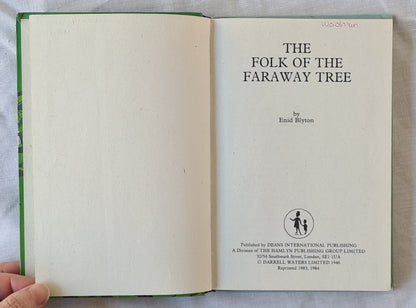 THE
FOLK OF THE
FARAWAY TREE
by
Enid Blyton
Published by DEANS INTERNATIONAL PUBLISHING
A Division of THE HAMLYN PUBLISHING GROUP LIMITED
52/54 Southwark Street, London, SE1 1UA
© DARRELL WATERS LIMITED 1946
Reprinted 1983, 1984